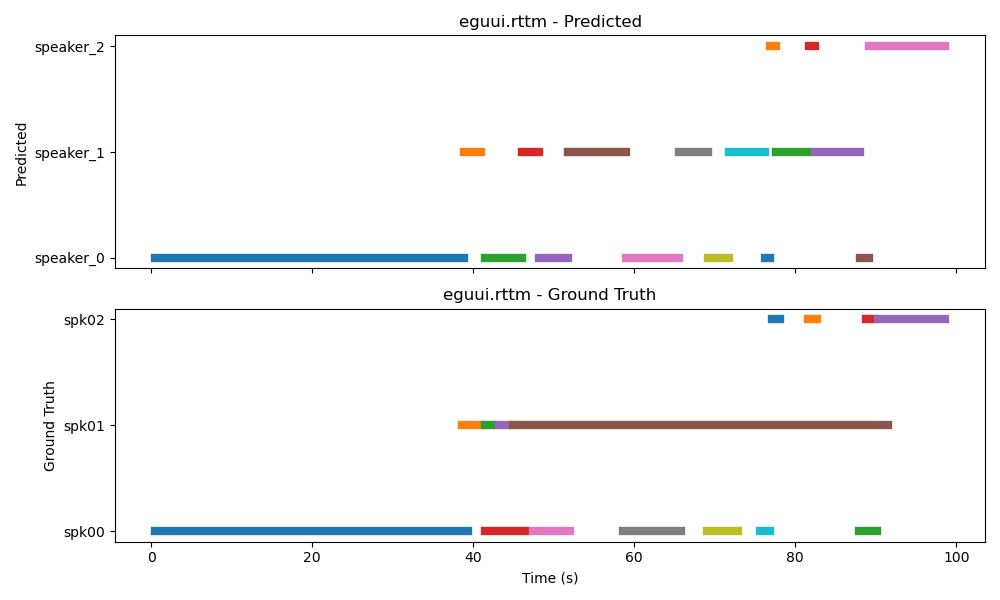 eguui.rttm - Predicted
speaker_2
speaker_1
speaker_0
Predicted
eguui.rttm - Ground Truth
spk02
spk01
spk00
Ground Truth
0 20 40 60 80 100
Time (s)